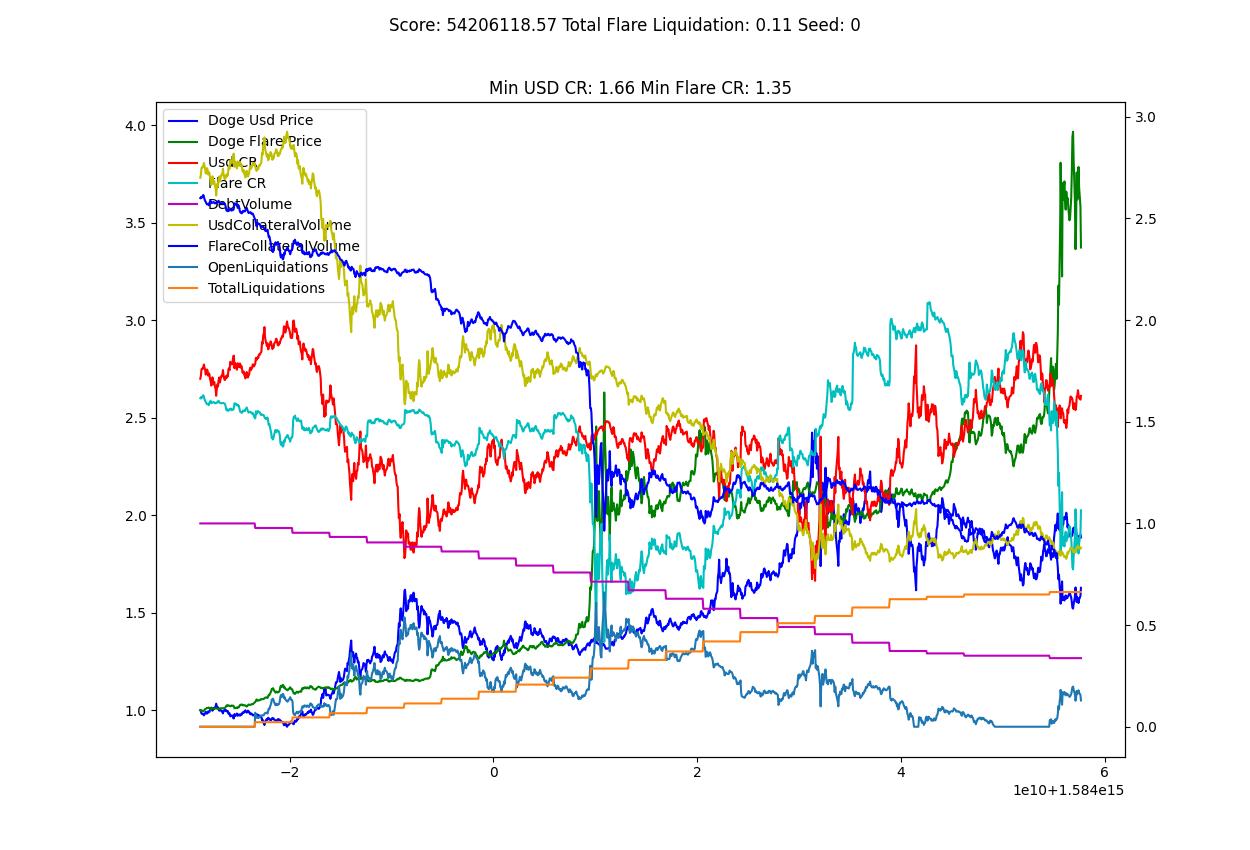 Score: 54206118.57 Total Flare Liquidation: 0.11 Seed: 0
Min USD CR: 1.66 Min Flare CR: 1.35
Doge Usd Price
Doge Flare Price
Usd CR
Flare CR
DebtVolume
UsdCollateralVolume
FlareCollateralVolume
OpenLiquidations
TotalLiquidations
4.0
3.5
3.0
2.5
2.0
1.5
1.0
3.0
2.5
2.0
1.5
1.0
0.5
0.0
−2 0 2 4 6
1e10+1.584e15